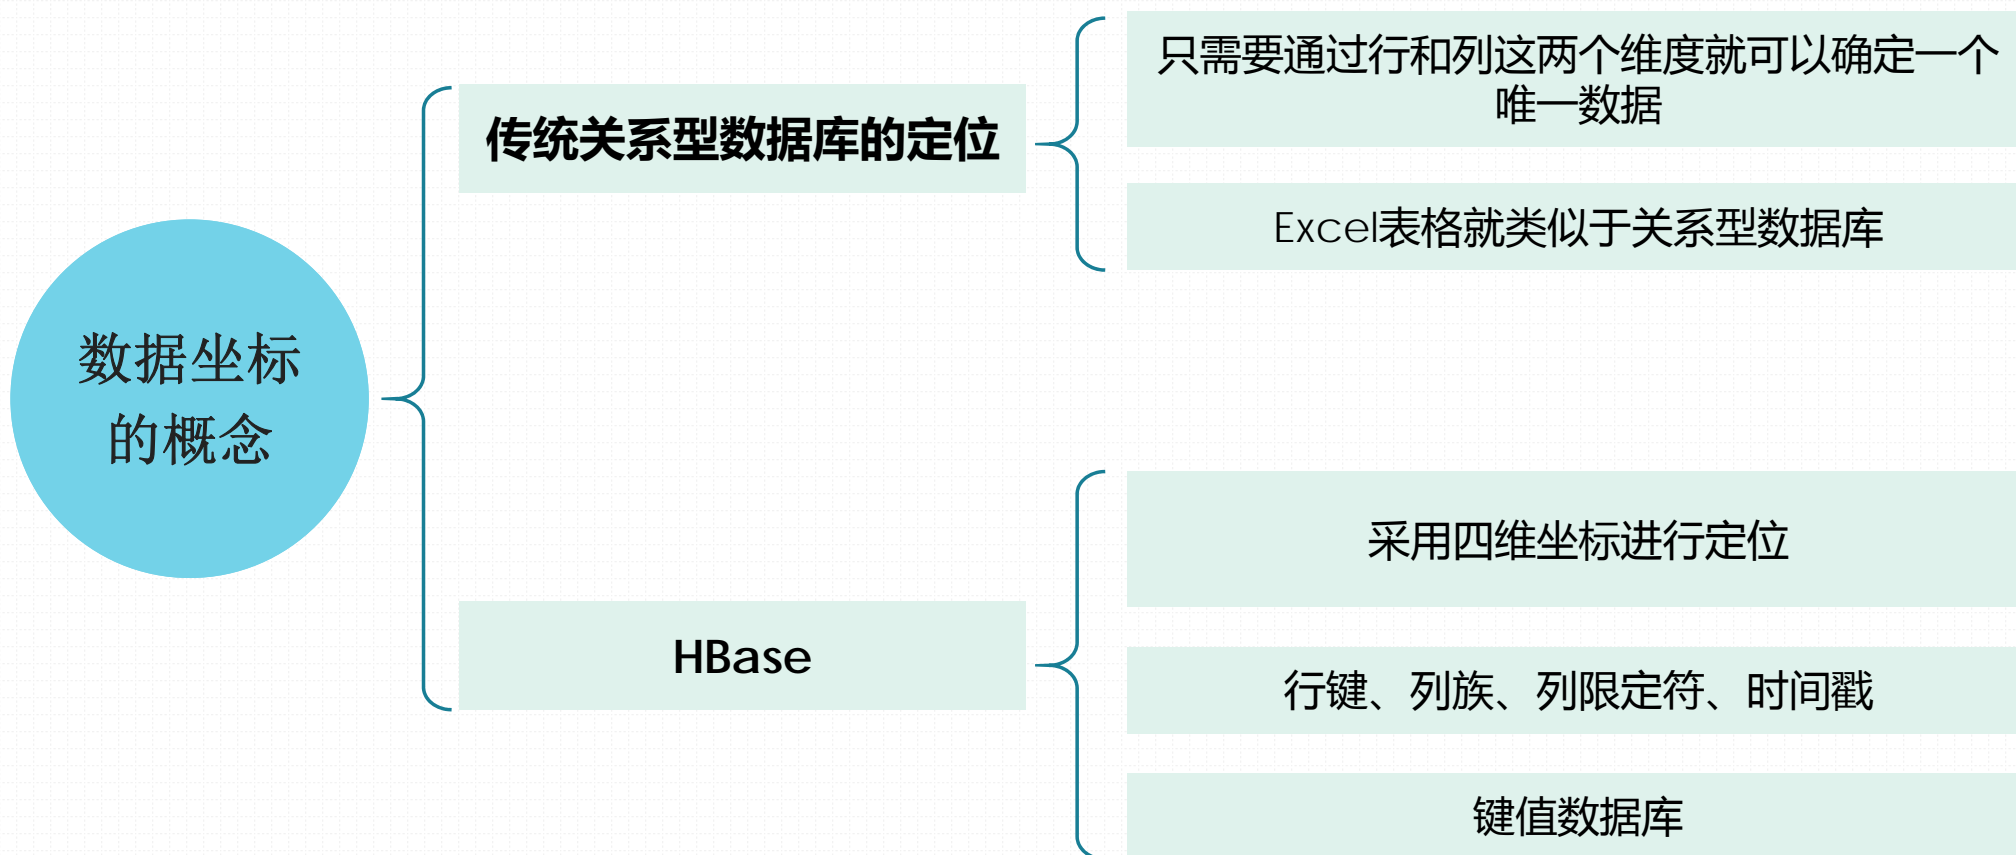 数据坐标
的概念
传统关系型数据库的定位
只需要通过行和列这两个维度就可以确定一个
唯一数据
Excel表格就类似于关系型数据库
HBase
采用四维坐标进行定位
行键、列族、列限定符、时间戳
键值数据库